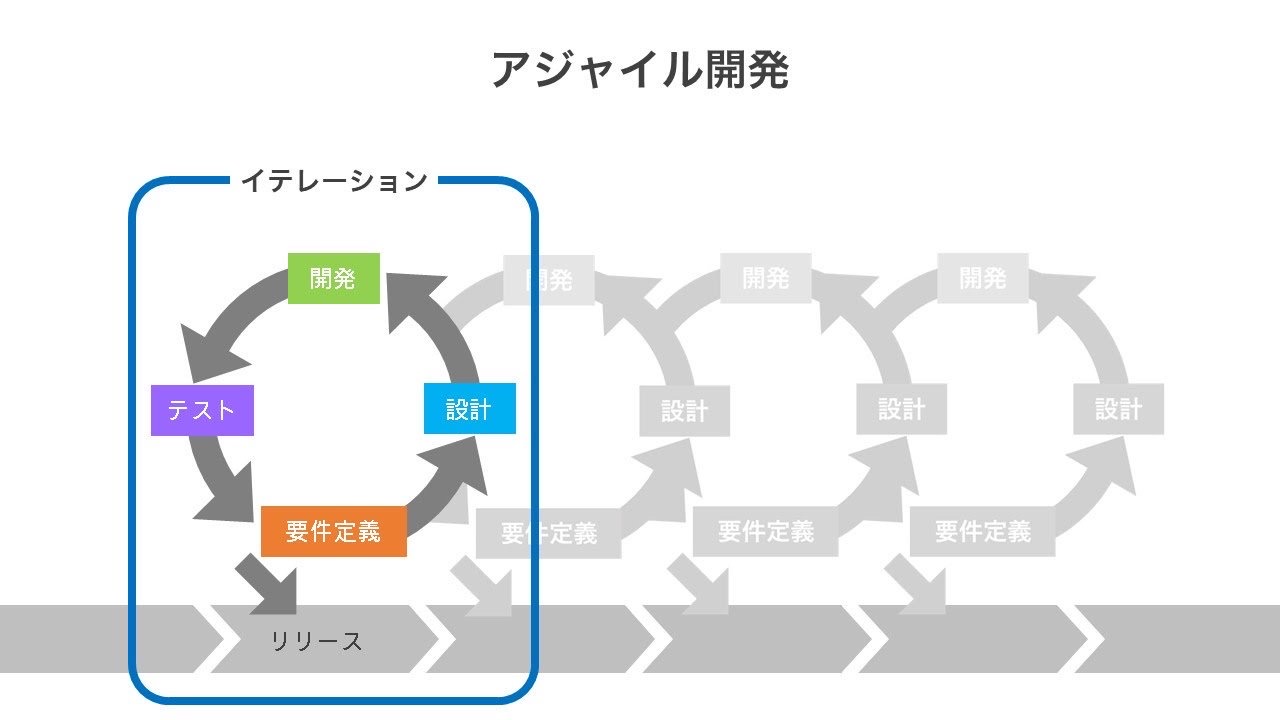 アジャイル開発
イテレーション
開発
開発
開発
開発
テスト
設計
設計
設計
設計
要件定義
要件定義
要件定義
要件定義
リリース